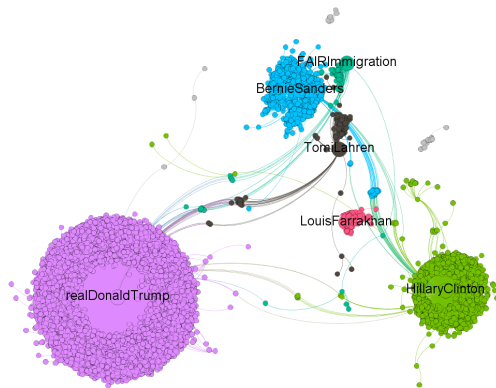 FAIRImmigration
BernieSanders
TomiLahren
LouisFarrakhan
HillaryClinton
realDonaldTrump